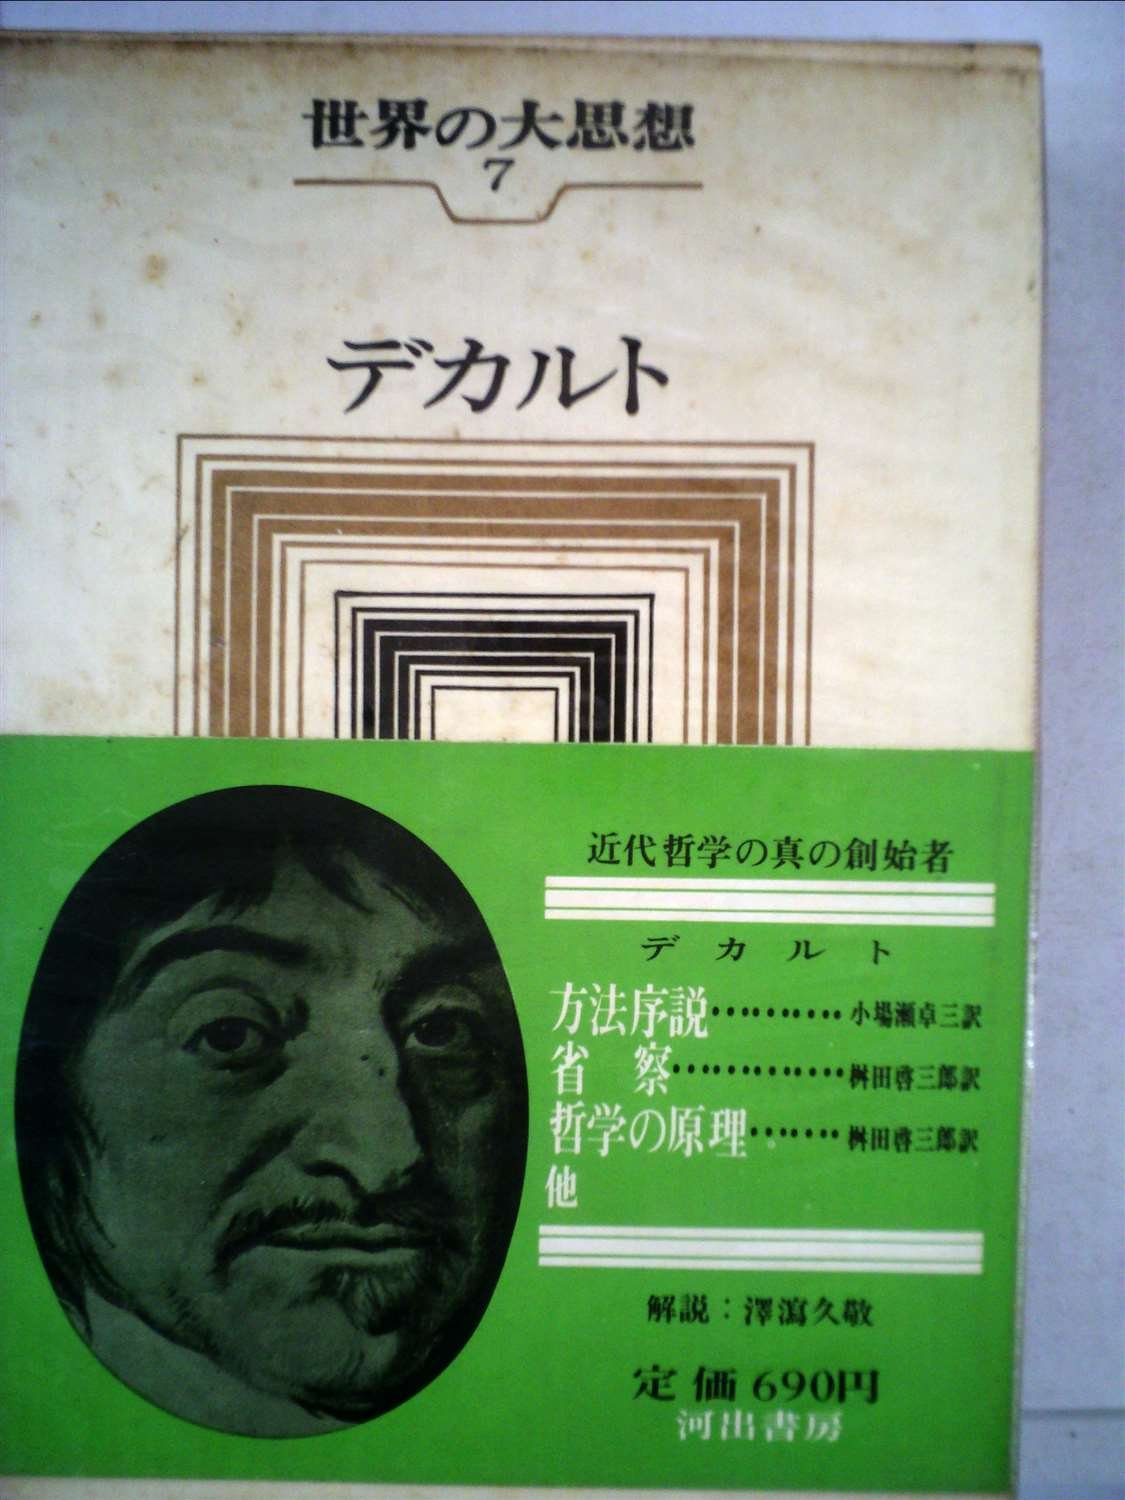 世界の大思想
7
デカルト
近代哲学の真の創始者
デカルト
方法序説‥‥‥‥‥小場瀬卓三訳
省　察‥‥‥‥‥‥‥桝田啓三郎訳
哲学の原理‥‥‥‥桝田啓三郎訳
他
解説：澤瀉久敬
定価 690円
河出書房